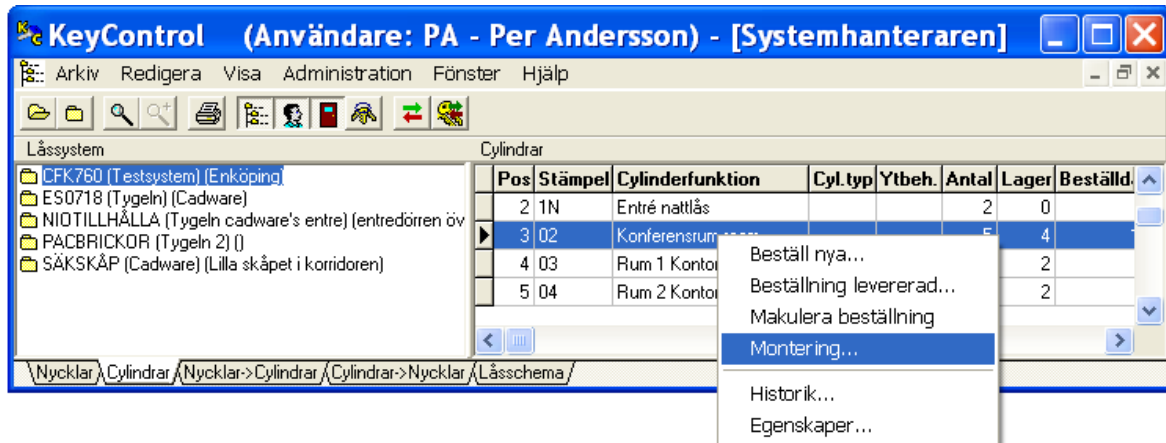 KeyControl (Användare: PA - Per Andersson) - [Systemhanteraren]
Arkiv Redigera Visa Administration Fönster Hjälp
Låssystem
CFK760 (Testsystem) (Enköping)
ES0718 (Tygeln) (Cadware)
NIOTILLHÅLLA (Tygeln cadware's entre) (entredörren öv
PACBRICKOR (Tygeln 2) ()
SÄKSKÅP (Cadware) (Lilla skåpet i korridoren)
Cylindrar
Pos Stämpel Cylinderfunktion Cyl.typ Ytbeh. Antal Lager Beställd
2 1N Entré nattlås 2 0
3 02 Konferensrum 5 4
4 03 Rum 1 Kontor 2
5 04 Rum 2 Kontor 2
Beställ nya...
Beställning levererad...
Makulera beställning
Montering...
Historik...
Egenskaper...
Nycklar Cylindrar Nycklar->Cylindrar Cylindrar->Nycklar Låsschema